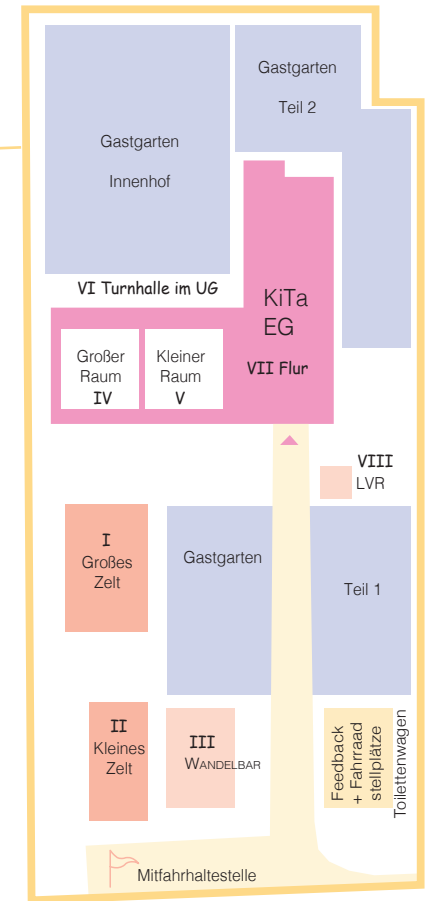 Gastgarten
Teil 2
Gastgarten
Innenhof
VI Turnhalle im UG
KiTa
EG
VII Flur
Großer
Raum
IV
Kleiner
Raum
V
VIII
LVR
I
Großes
Zelt
Gastgarten
Teil 1
II
Kleines
Zelt
III
WANDELBAR
Feedback
+ Fahrraad
stellplätze
Toilettenwagen
Mitfahrhaltestelle